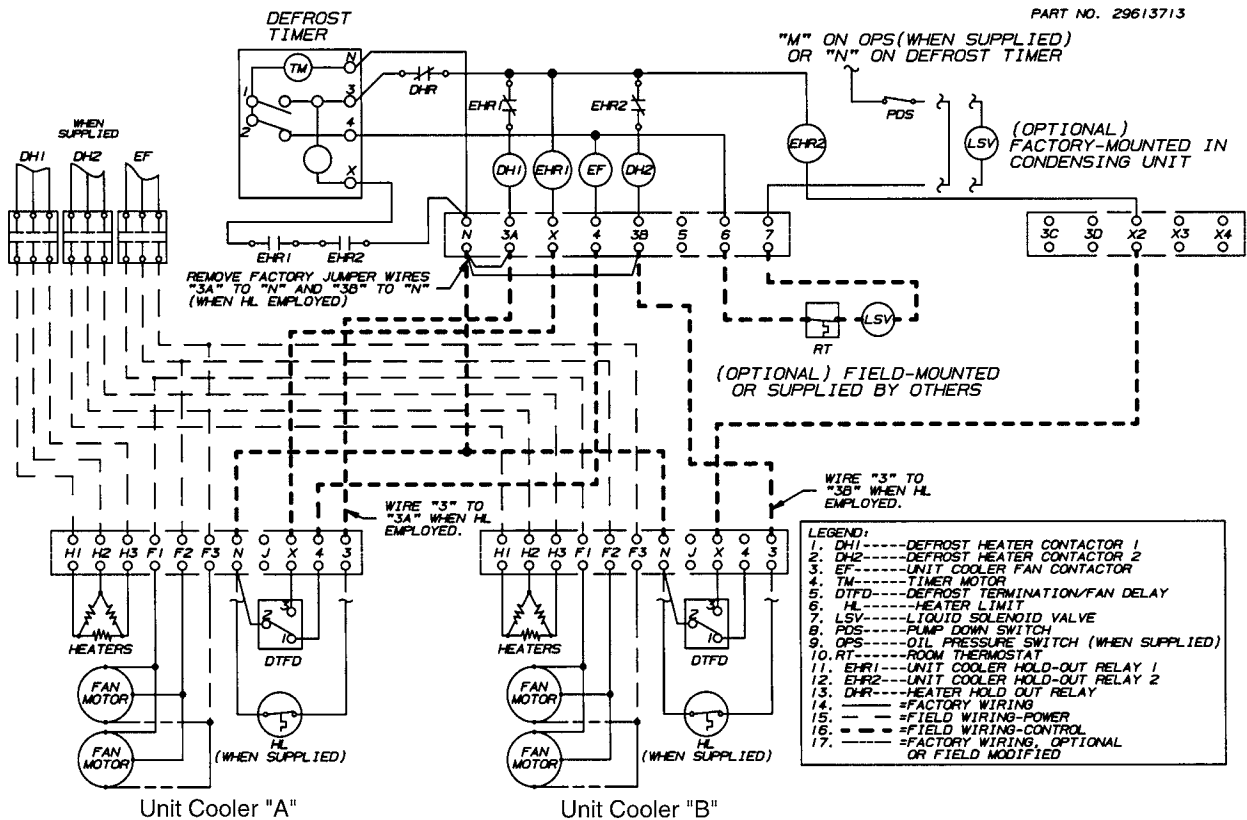 PART NO. 29613713
DEFROST
TIMER
"M" ON OPS(WHEN SUPPLIED)
OR "N" ON DEFROST TIMER
TM
N
1
2
3
4
X
DHR
EHR1
EHR2
PDS
LSV
(OPTIONAL)
FACTORY-MOUNTED IN
CONDENSING UNIT
EHR2
WHEN
SUPPLIED
DH1
DH2
EF
DH1
EHR1
EF
DH2
N
3A
X
4
3B
5
6
7
3C
3D
X2
X3
X4
EHR1
EHR2
REMOVE FACTORY JUMPER WIRES
"3A" TO "N" AND "3B" TO "N"
(WHEN HL EMPLOYED)
RT
LSV
(OPTIONAL) FIELD-MOUNTED
OR SUPPLIED BY OTHERS
WIRE "3" TO
"3A" WHEN HL
EMPLOYED.
WIRE "3" TO
"3B" WHEN HL
EMPLOYED.
H1
H2
H3
F1
F2
F3
N
J
X
4
3
H1
H2
H3
F1
F2
F3
N
J
X
4
3
HEATERS
2
3
1
DTFD
HEATERS
2
3
1
DTFD
FAN
MOTOR
FAN
MOTOR
HL
(WHEN SUPPLIED)
FAN
MOTOR
FAN
MOTOR
HL
(WHEN SUPPLIED)
LEGEND:
1. DH1------DEFROST HEATER CONTACTOR 1
2. DH2------DEFROST HEATER CONTACTOR 2
3. EF-------UNIT COOLER FAN CONTACTOR
4. TM-------TIMER MOTOR
5. DTFD-----DEFROST TERMINATION/FAN DELAY
6. HL-------HEATER LIMIT
7. LSV------LIQUID SOLENOID VALVE
8. PDS------PUMP DOWN SWITCH
9. OPS------OIL PRESSURE SWITCH (WHEN SUPPLIED)
10. RT------ROOM THERMOSTAT
11. EHR1----UNIT COOLER HOLD-OUT RELAY 1
12. EHR2----UNIT COOLER HOLD-OUT RELAY 2
13. DHR----HEATER HOLD OUT RELAY
14. =FACTORY WIRING
15. =FIELD WIRING-POWER
16. =FIELD WIRING-CONTROL
17. =FACTORY WIRING, OPTIONAL
OR FIELD MODIFIED
Unit Cooler "A"
Unit Cooler "B"